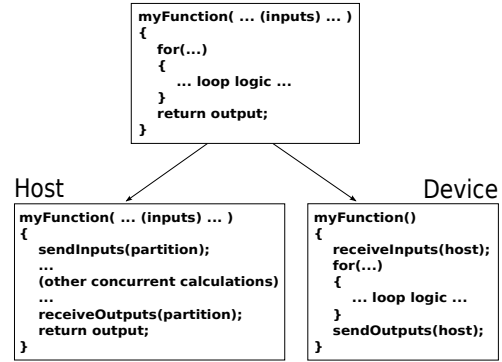 myFunction( ... (inputs) ... )
{
for(...)
{
... loop logic ...
}
return output;
}
Host
myFunction( ... (inputs) ... )
{
sendInputs(partition);
...
(other concurrent calculations)
...
receiveOutputs(partition);
return output;
}
Device
myFunction()
{
receiveInputs(host);
for(...)
{
... loop logic ...
}
sendOutputs(host);
}